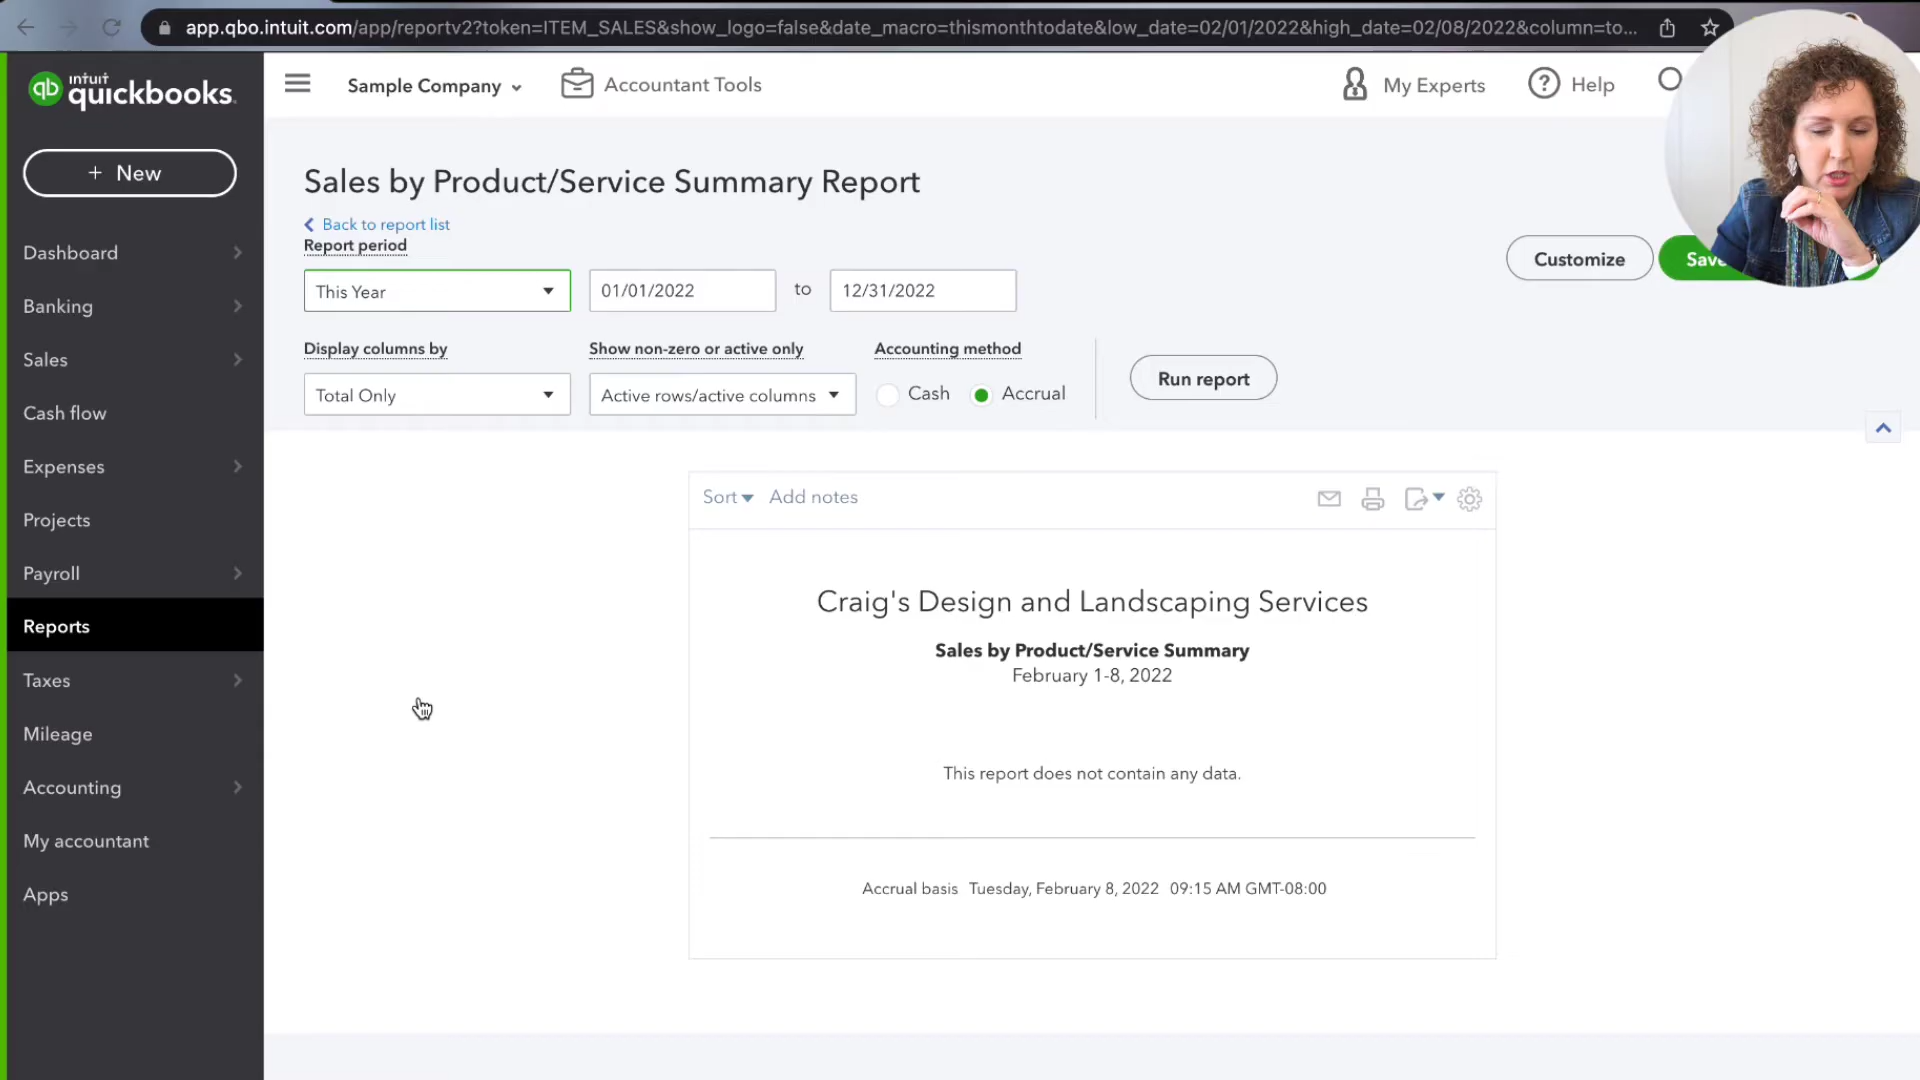 app.qbo.intuit.com/app/reportv2?token=ITEM_SALES&show_logo=false&date_macro=thismonthtodate&low_date=02/01/2022&high_date=02/08/2022&column=to...
qb intuit quickbooks.
Sample Company
Accountant Tools
My Experts
? Help
+ New
Dashboard
Banking
Sales
Cash flow
Expenses
Projects
Payroll
Reports
Taxes
Mileage
Accounting
My accountant
Apps
Sales by Product/Service Summary Report
Back to report list
Report period
This Year
01/01/2022 to 12/31/2022
Customize
Save
Display columns by
Show non-zero or active only
Accounting method
Total Only
Active rows/active columns
Cash
Accrual
Run report
Sort Add notes
Craig's Design and Landscaping Services
Sales by Product/Service Summary
February 1-8, 2022
This report does not contain any data.
Accrual basis Tuesday, February 8, 2022 09:15 AM GMT-08:00